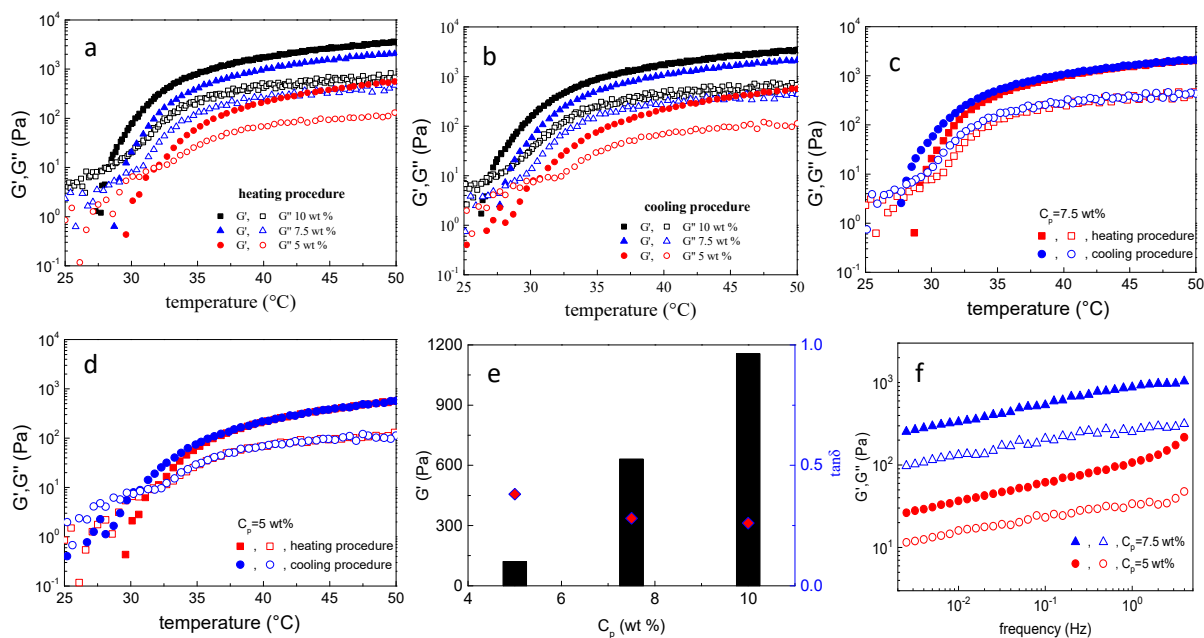 a
G',G'' (Pa)
10⁴
10³
10²
10¹
10⁰
10⁻¹
heating procedure
G', G'' 10 wt %
G', G'' 7.5 wt %
G', G'' 5 wt %
25 30 35 40 45 50
temperature (°C)
b
G',G'' (Pa)
10⁴
10³
10²
10¹
10⁰
10⁻¹
cooling procedure
G', G'' 10 wt %
G', G'' 7.5 wt %
G', G'' 5 wt %
25 30 35 40 45 50
temperature (°C)
c
G',G'' (Pa)
10⁴
10³
10²
10¹
10⁰
10⁻¹
Cp=7.5 wt%
, , heating procedure
, , cooling procedure
25 30 35 40 45 50
temperature (°C)
d
G',G'' (Pa)
10⁴
10³
10²
10¹
10⁰
10⁻¹
Cp=5 wt%
, , heating procedure
, , cooling procedure
25 30 35 40 45 50
temperature (°C)
e
G' (Pa)
1200
900
600
300
0
1.0
0.5
0.0
tanδ
4 6 8 10
Cp (wt %)
f
G',G'' (Pa)
10³
10²
10¹
, , Cp=7.5 wt%
, , Cp=5 wt%
10⁻² 10⁻¹ 10⁰
frequency (Hz)